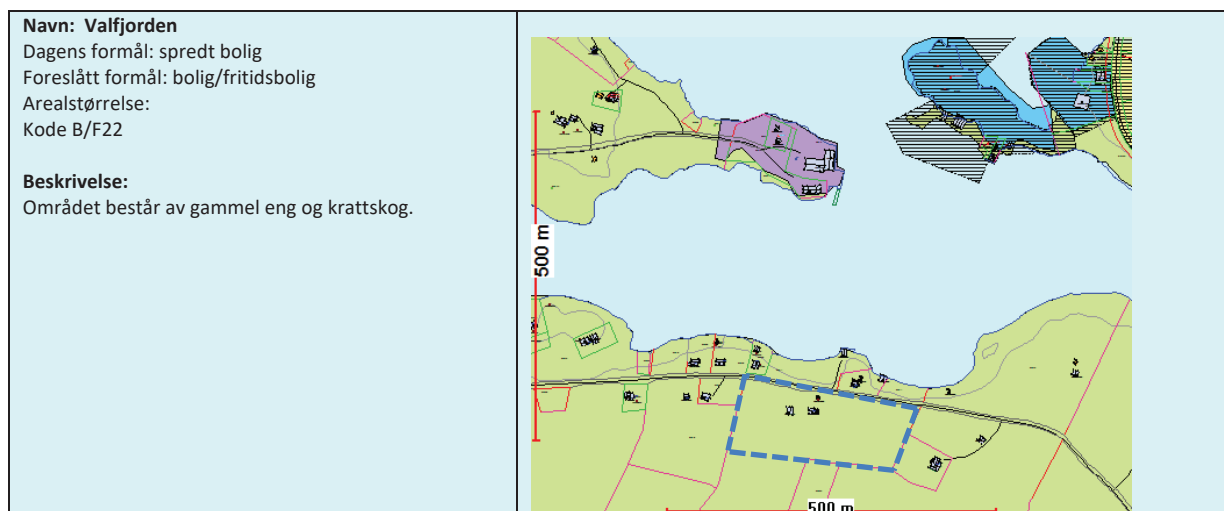 Navn: Valfjorden
Dagens formål: spredt bolig
Foreslått formål: bolig/fritidsbolig
Arealstørrelse:
Kode B/F22
Beskrivelse:
Området består av gammel eng og krattskog.
500 m
500 m